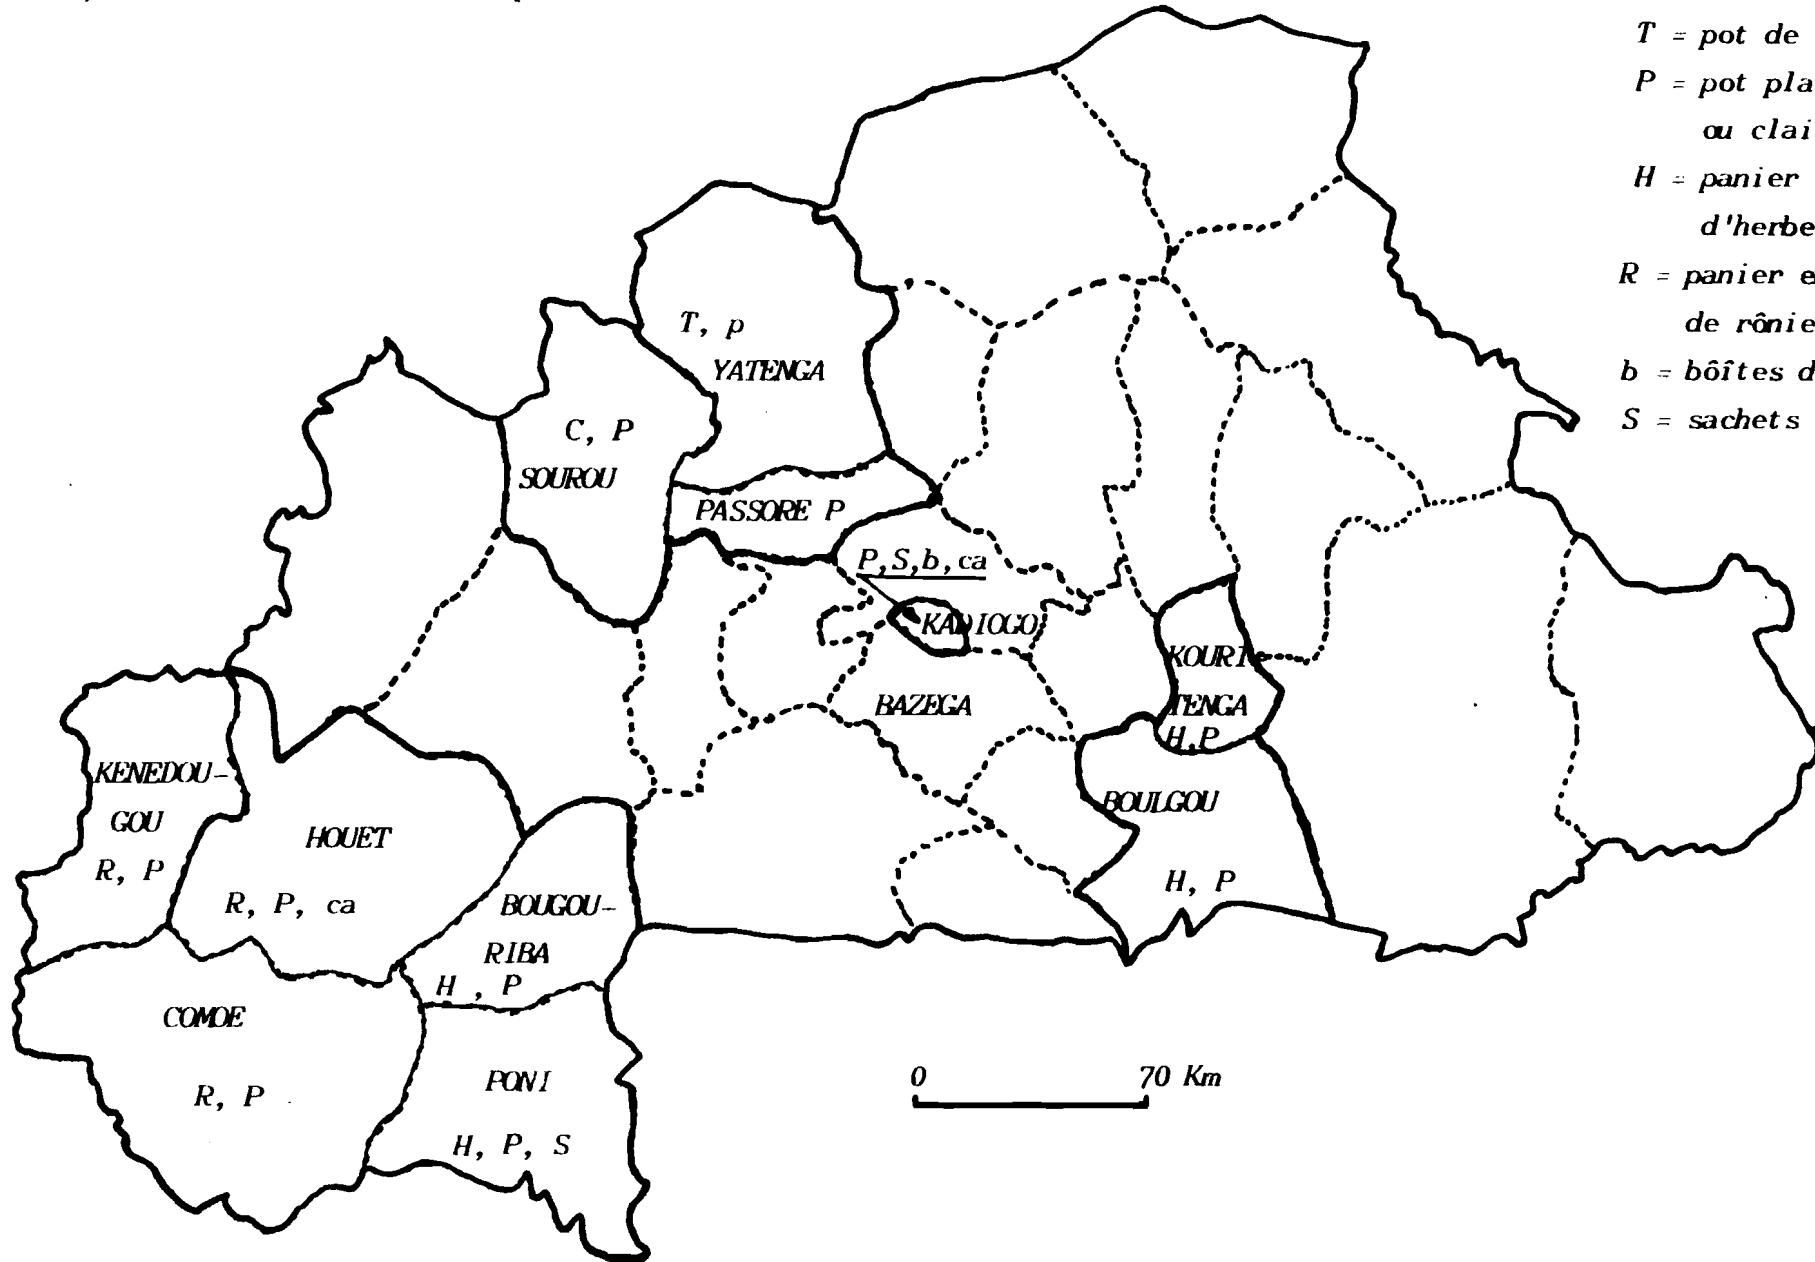 T = pot de
P = pot pla
ou clai
H = panier
d'herbe
R = panier e
de rônie
b = bôîtes d
S = sachets
T, p
YATENGA
C, P
SOUROU
PASSORE P
P,S,b,ca
KADIOGO
KOURI
TENGA
H,P
BAZEGA
BOULGOU
H, P
KENEDOU-
GOU
R, P
HOUET
R, P, ca
BOUGOU-
RIBA
H , P
COMOE
R, P
PONI
H, P, S
0 70 Km